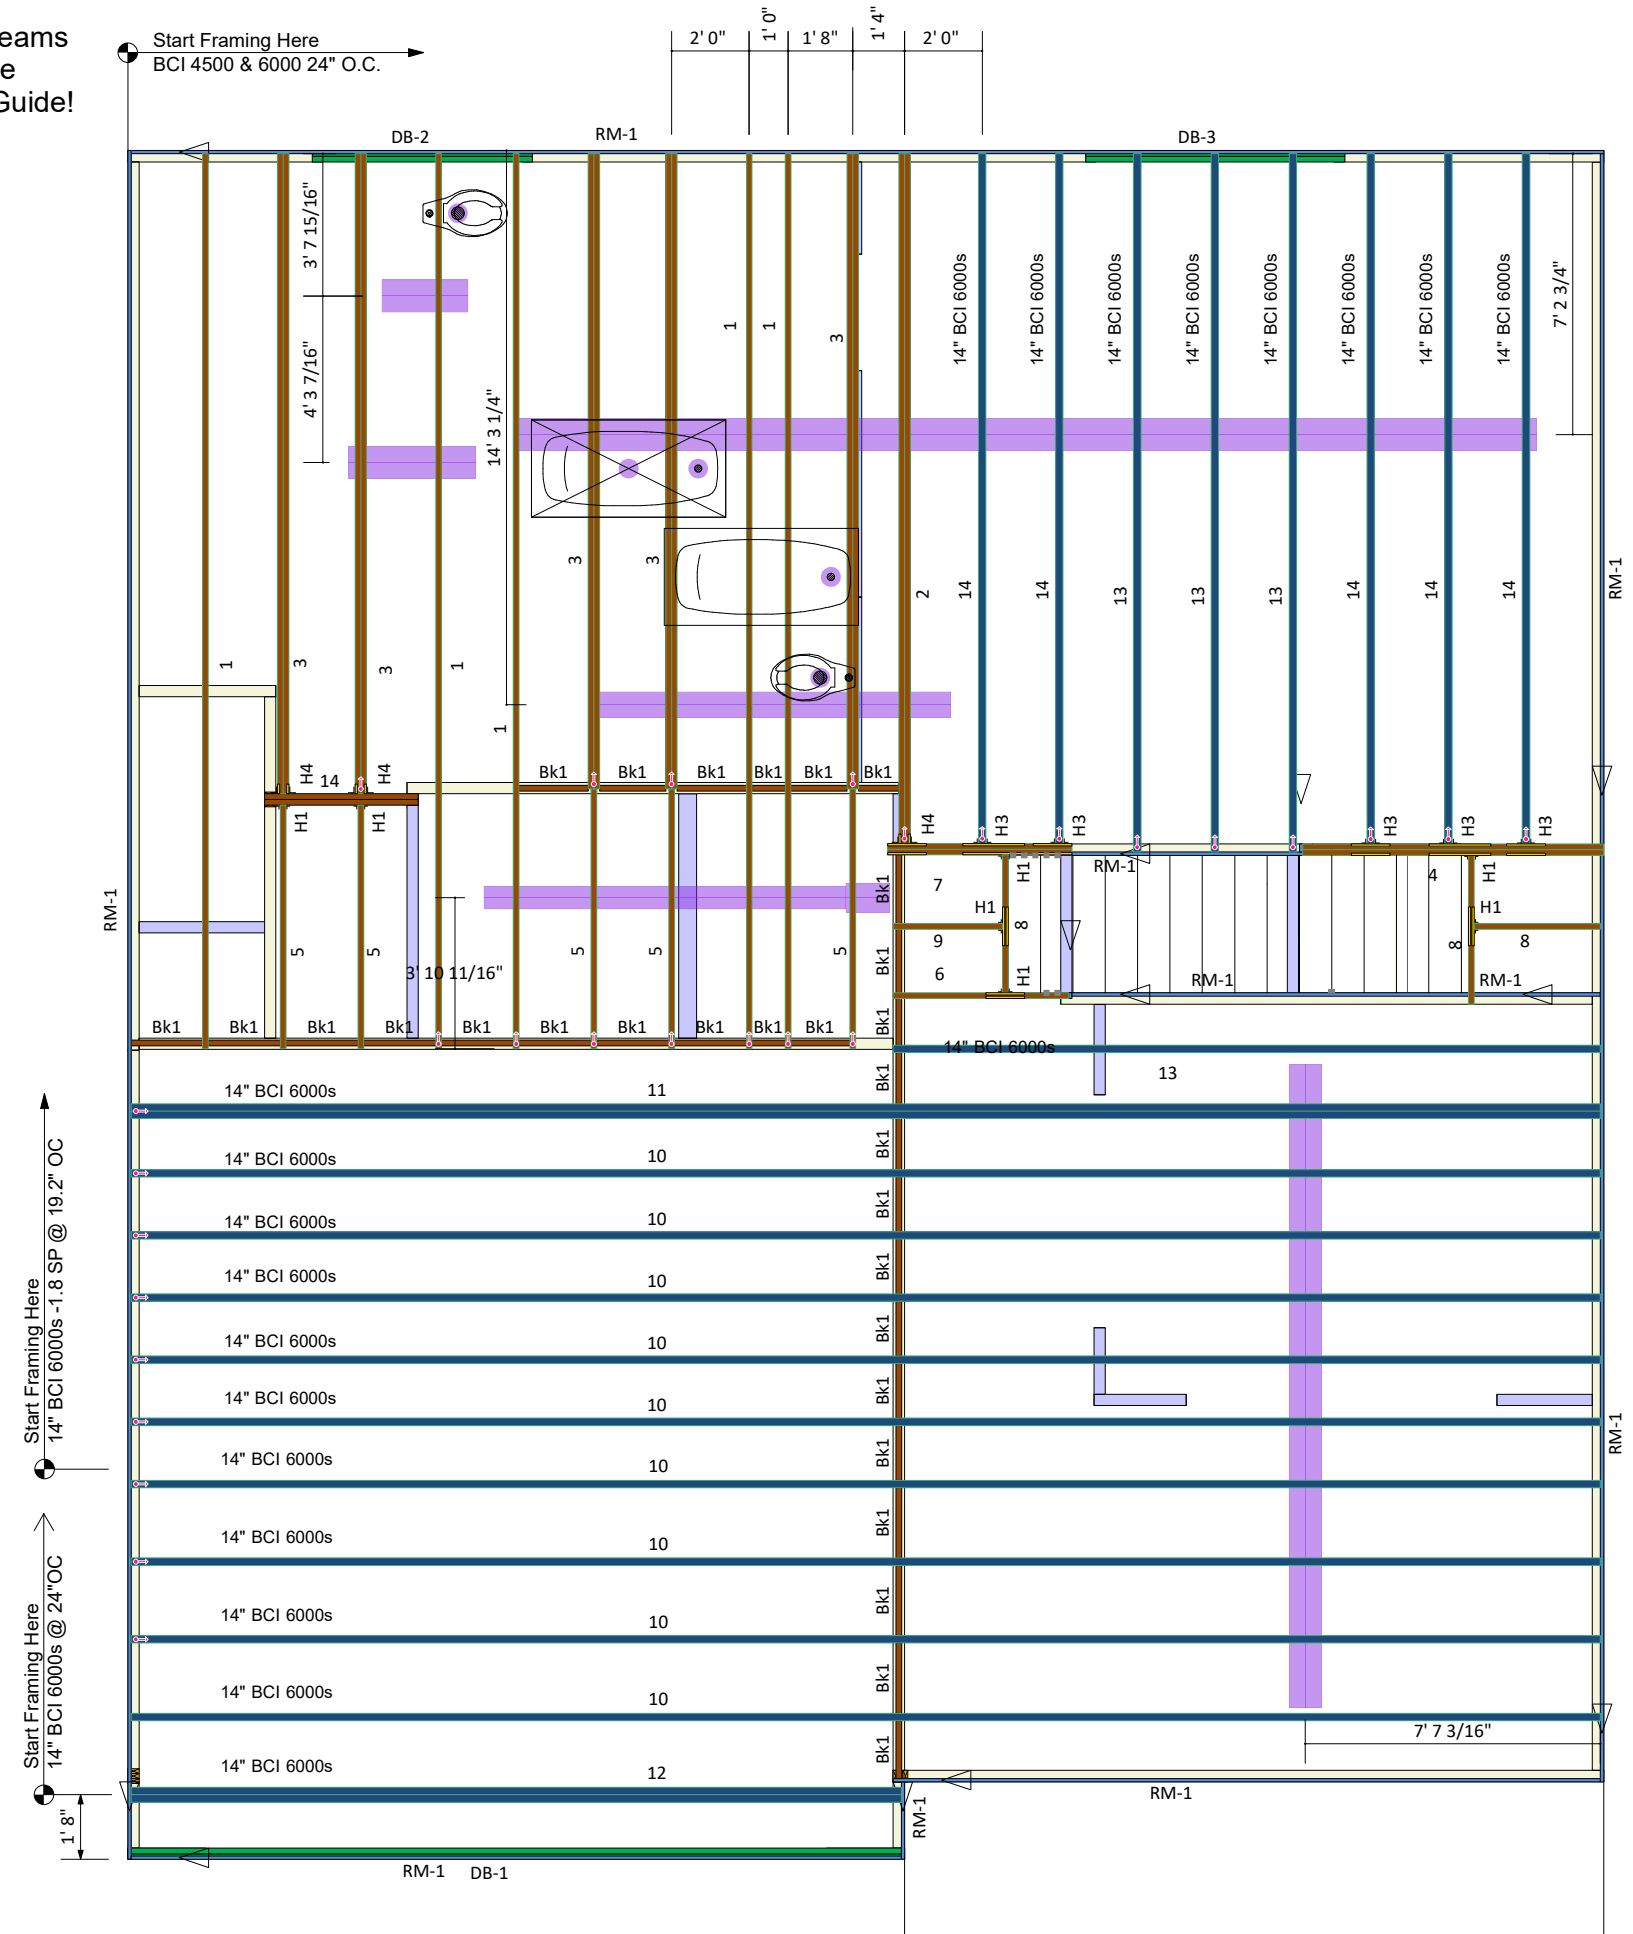 eams
e
Guide!
Start Framing Here
BCI 4500 & 6000 24" O.C.
2' 0"
1' 0"
1' 8"
1' 4"
2' 0"
DB-2
RM-1
DB-3
3' 7 15/16"
4' 3 7/16"
14' 3 1/4"
7' 2 3/4"
14" BCI 6000s
14" BCI 6000s
14" BCI 6000s
14" BCI 6000s
14" BCI 6000s
14" BCI 6000s
14" BCI 6000s
14" BCI 6000s
1
1
3
3
3
2
14
14
13
13
13
14
14
14
RM-1
1
3
3
1
1
H4
14
H4
Bk1
Bk1
Bk1
Bk1
Bk1
Bk1
H1
H1
H4
H3
H3
H3
H3
H3
RM-1
RM-1
Bk1
7
H1
4
H1
H1
8
H1
9
Bk1
8
8
5
5
5
5
5
3' 10 11/16"
6
H1
RM-1
RM-1
Bk1
Bk1
Bk1
Bk1
Bk1
Bk1
Bk1
Bk1
Bk1
Bk1
Bk1
14" BCI 6000s
13
Bk1
14" BCI 6000s
11
Bk1
14" BCI 6000s
10
Bk1
14" BCI 6000s
10
Bk1
14" BCI 6000s
10
Bk1
14" BCI 6000s
10
Bk1
14" BCI 6000s
10
Bk1
14" BCI 6000s
10
Bk1
14" BCI 6000s
10
Bk1
14" BCI 6000s
10
Bk1
14" BCI 6000s
10
Bk1
14" BCI 6000s
12
RM-1
7' 7 3/16"
RM-1
RM-1
Start Framing Here
14" BCI 6000s -1.8 SP @ 19.2" OC
Start Framing Here
14" BCI 6000s @ 24"OC
1' 8"
RM-1
DB-1